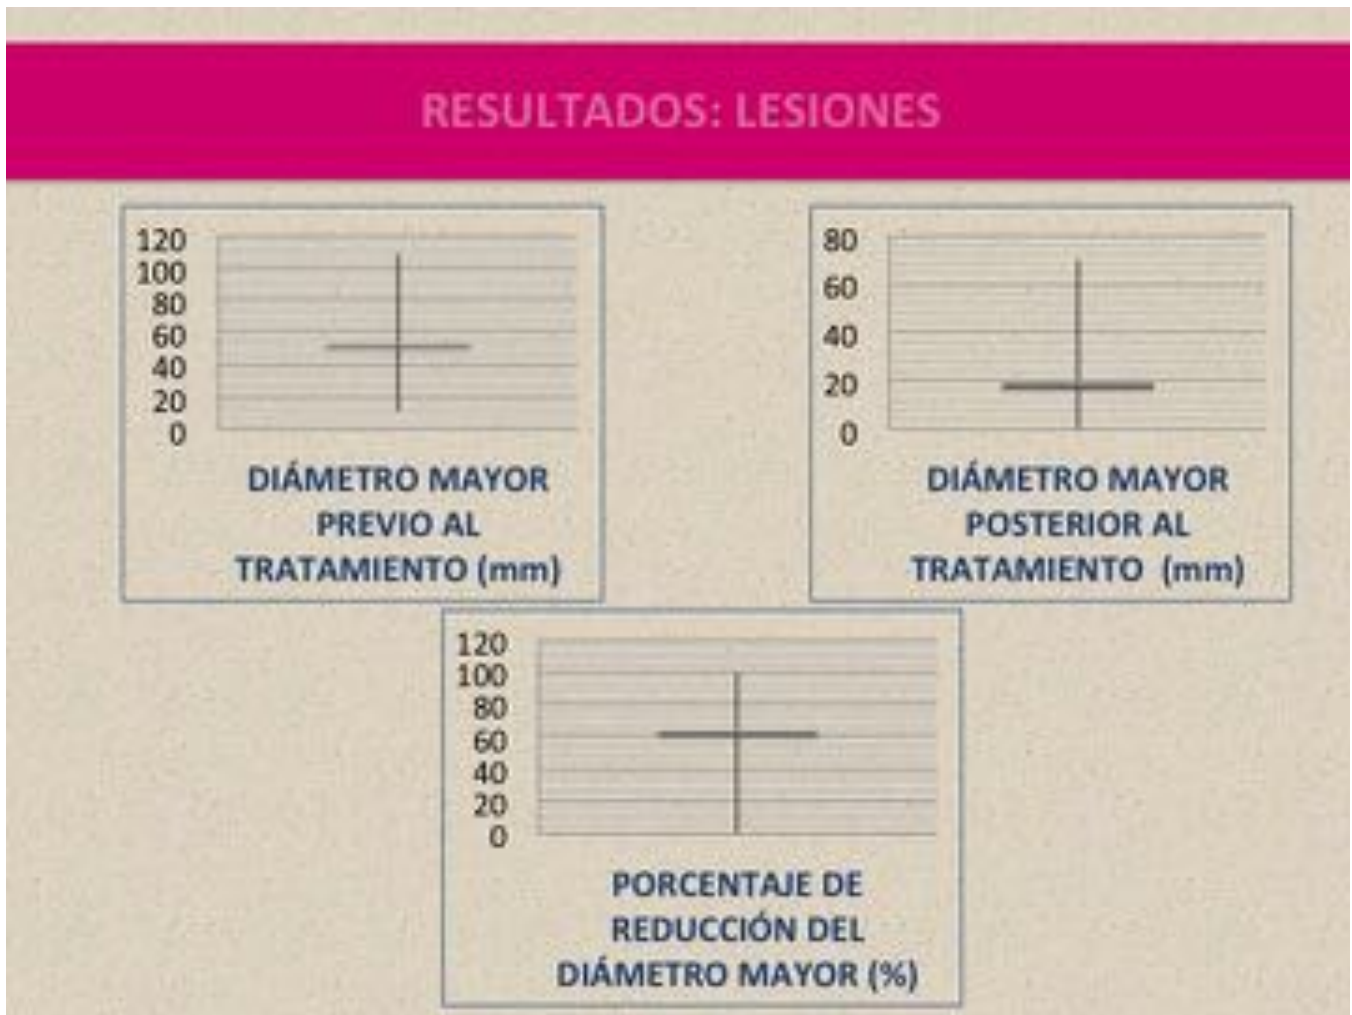 RESULTADOS: LESIONES
120
100
80
60
40
20
0
DIÁMETRO MAYOR
PREVIO AL
TRATAMIENTO (mm)
80
60
40
20
0
DIÁMETRO MAYOR
POSTERIOR AL
TRATAMIENTO (mm)
120
100
80
60
40
20
0
PORCENTAJE DE
REDUCCIÓN DEL
DIÁMETRO MAYOR (%)